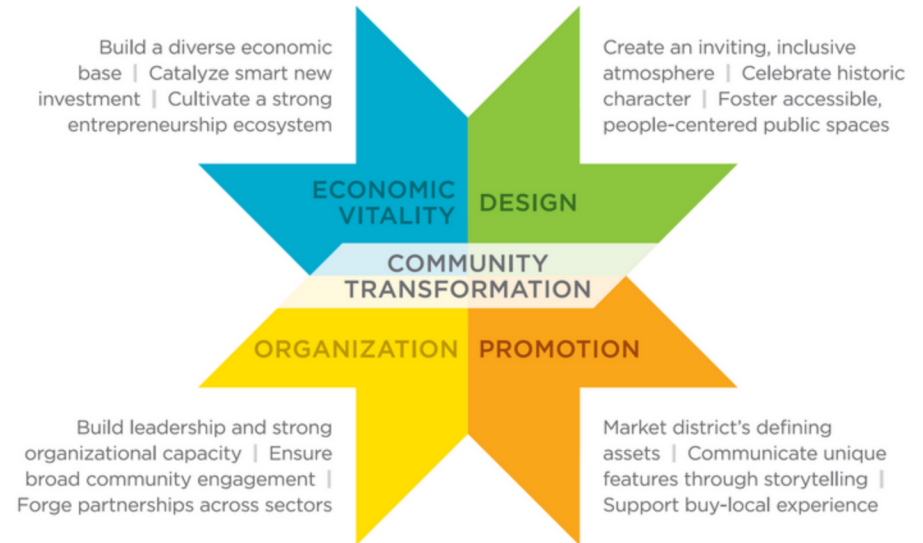 Build a diverse economic
base | Catalyze smart new
investment | Cultivate a strong
entrepreneurship ecosystem
Create an inviting, inclusive
atmosphere | Celebrate historic
character | Foster accessible,
people-centered public spaces
ECONOMIC
VITALITY
DESIGN
COMMUNITY
TRANSFORMATION
ORGANIZATION
PROMOTION
Build leadership and strong
organizational capacity | Ensure
broad community engagement |
Forge partnerships across sectors
Market district's defining
assets | Communicate unique
features through storytelling |
Support buy-local experience